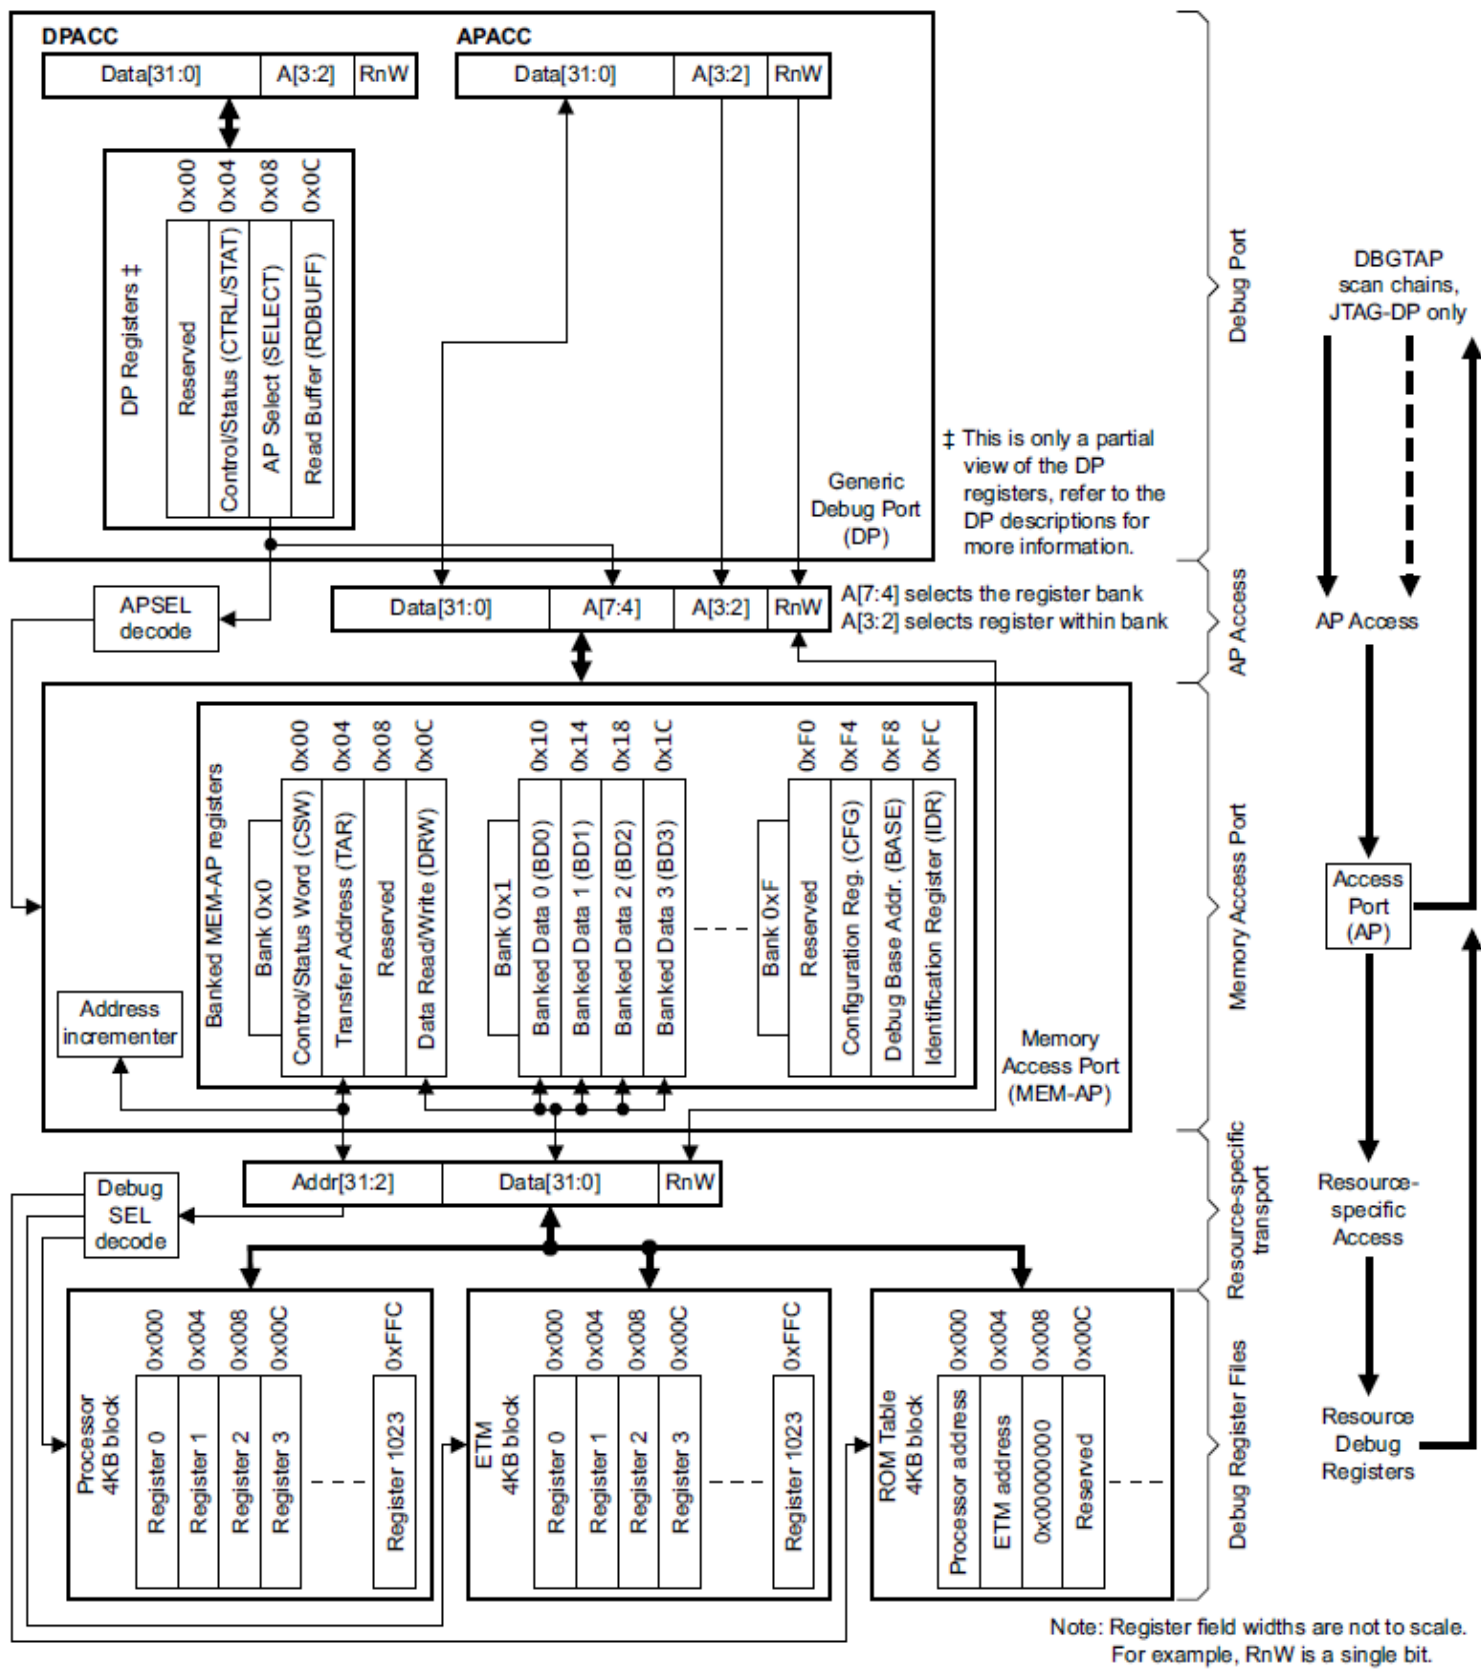 DPACC
Data[31:0] A[3:2] RnW
APACC
Data[31:0] A[3:2] RnW
DP Registers ‡
0x00
0x04
0x08
0x0C
Reserved
Control/Status (CTRL/STAT)
AP Select (SELECT)
Read Buffer (RDBUFF)
Generic
Debug Port
(DP)
‡ This is only a partial
view of the DP
registers, refer to the
DP descriptions for
more information.
Debug Port
DBGTAP
scan chains,
JTAG-DP only
APSEL
decode
Data[31:0] A[7:4] A[3:2] RnW
A[7:4] selects the register bank
A[3:2] selects register within bank
AP Access
AP Access
Banked MEM-AP registers
Bank 0x0
0x00
0x04
0x08
0x0C
Control/Status Word (CSW)
Transfer Address (TAR)
Reserved
Data Read/Write (DRW)
Bank 0x1
0x10
0x14
0x18
0x1C
Banked Data 0 (BD0)
Banked Data 1 (BD1)
Banked Data 2 (BD2)
Banked Data 3 (BD3)
Bank 0xF
0xF0
0xF4
0xF8
0xFC
Reserved
Configuration Reg. (CFG)
Debug Base Addr. (BASE)
Identification Register (IDR)
Address
incrementer
Memory
Access Port
(MEM-AP)
Memory Access Port
Access
Port
(AP)
Addr[31:2] Data[31:0] RnW
Debug
SEL
decode
Resource-specific
transport
Resource-
specific
Access
Processor
4KB block
0x000
0x004
0x008
0x00C
0xFFC
Register 0
Register 1
Register 2
Register 3
Register 1023
ETM
4KB block
0x000
0x004
0x008
0x00C
0xFFC
Register 0
Register 1
Register 2
Register 3
Register 1023
ROM Table
4KB block
0x000
0x004
0x008
0x00C
Processor address
ETM address
0x00000000
Reserved
Debug Register Files
Resource
Debug
Registers
Note: Register field widths are not to scale.
For example, RnW is a single bit.